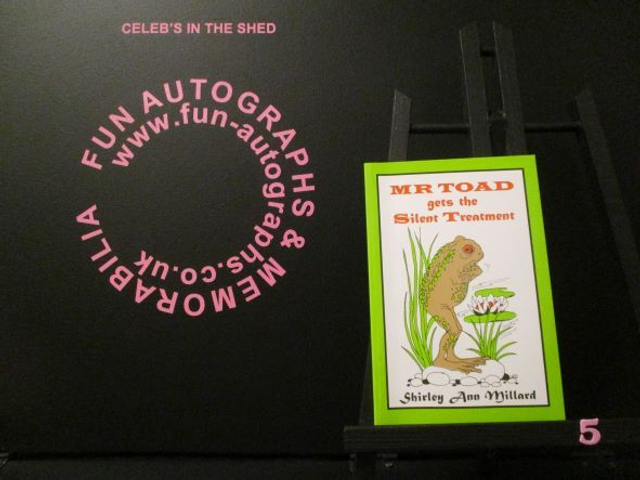 CELEB'S IN THE SHED
FUN AUTOGRAPHS & MEMORABILIA
www.fun-autographs.co.uk
MR TOAD
gets the
Silent Treatment
Shirley Ann Millard
5